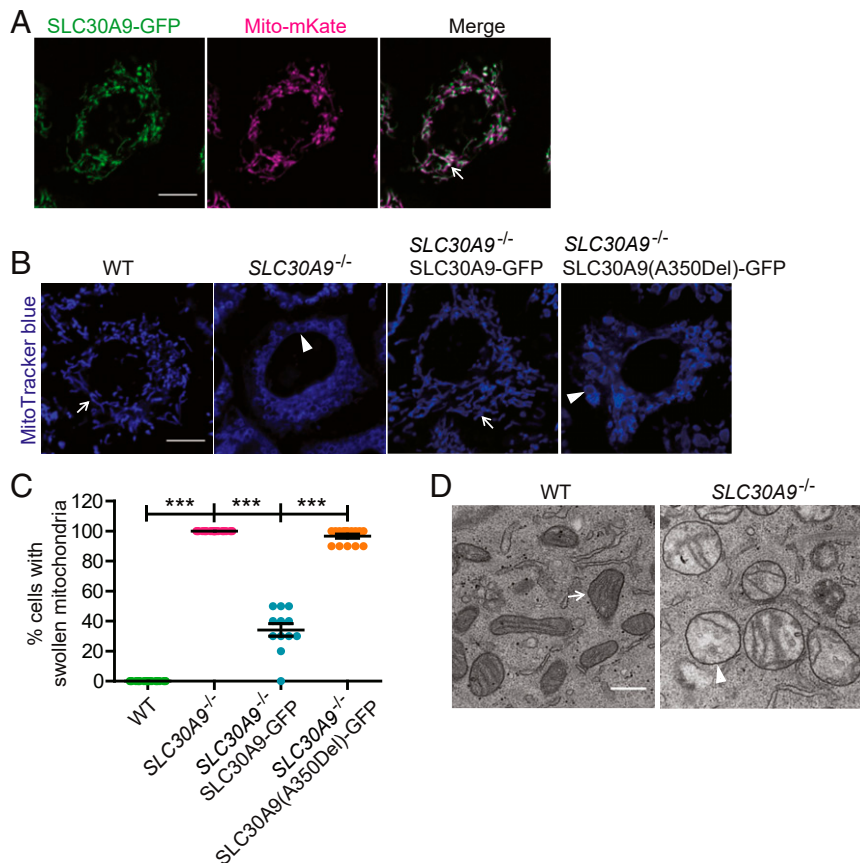 A
SLC30A9-GFP
Mito-mKate
Merge
B
MitoTracker blue
WT
SLC30A9-/-
SLC30A9-/-
SLC30A9-GFP
SLC30A9-/-
SLC30A9(A350Del)-GFP
C
% cells with
swollen mitochondria
120
100
80
60
40
20
0
***
***
***
WT
SLC30A9-/-
SLC30A9-/-
SLC30A9-GFP
SLC30A9-/-
SLC30A9(A350Del)-GFP
D
WT
SLC30A9-/-